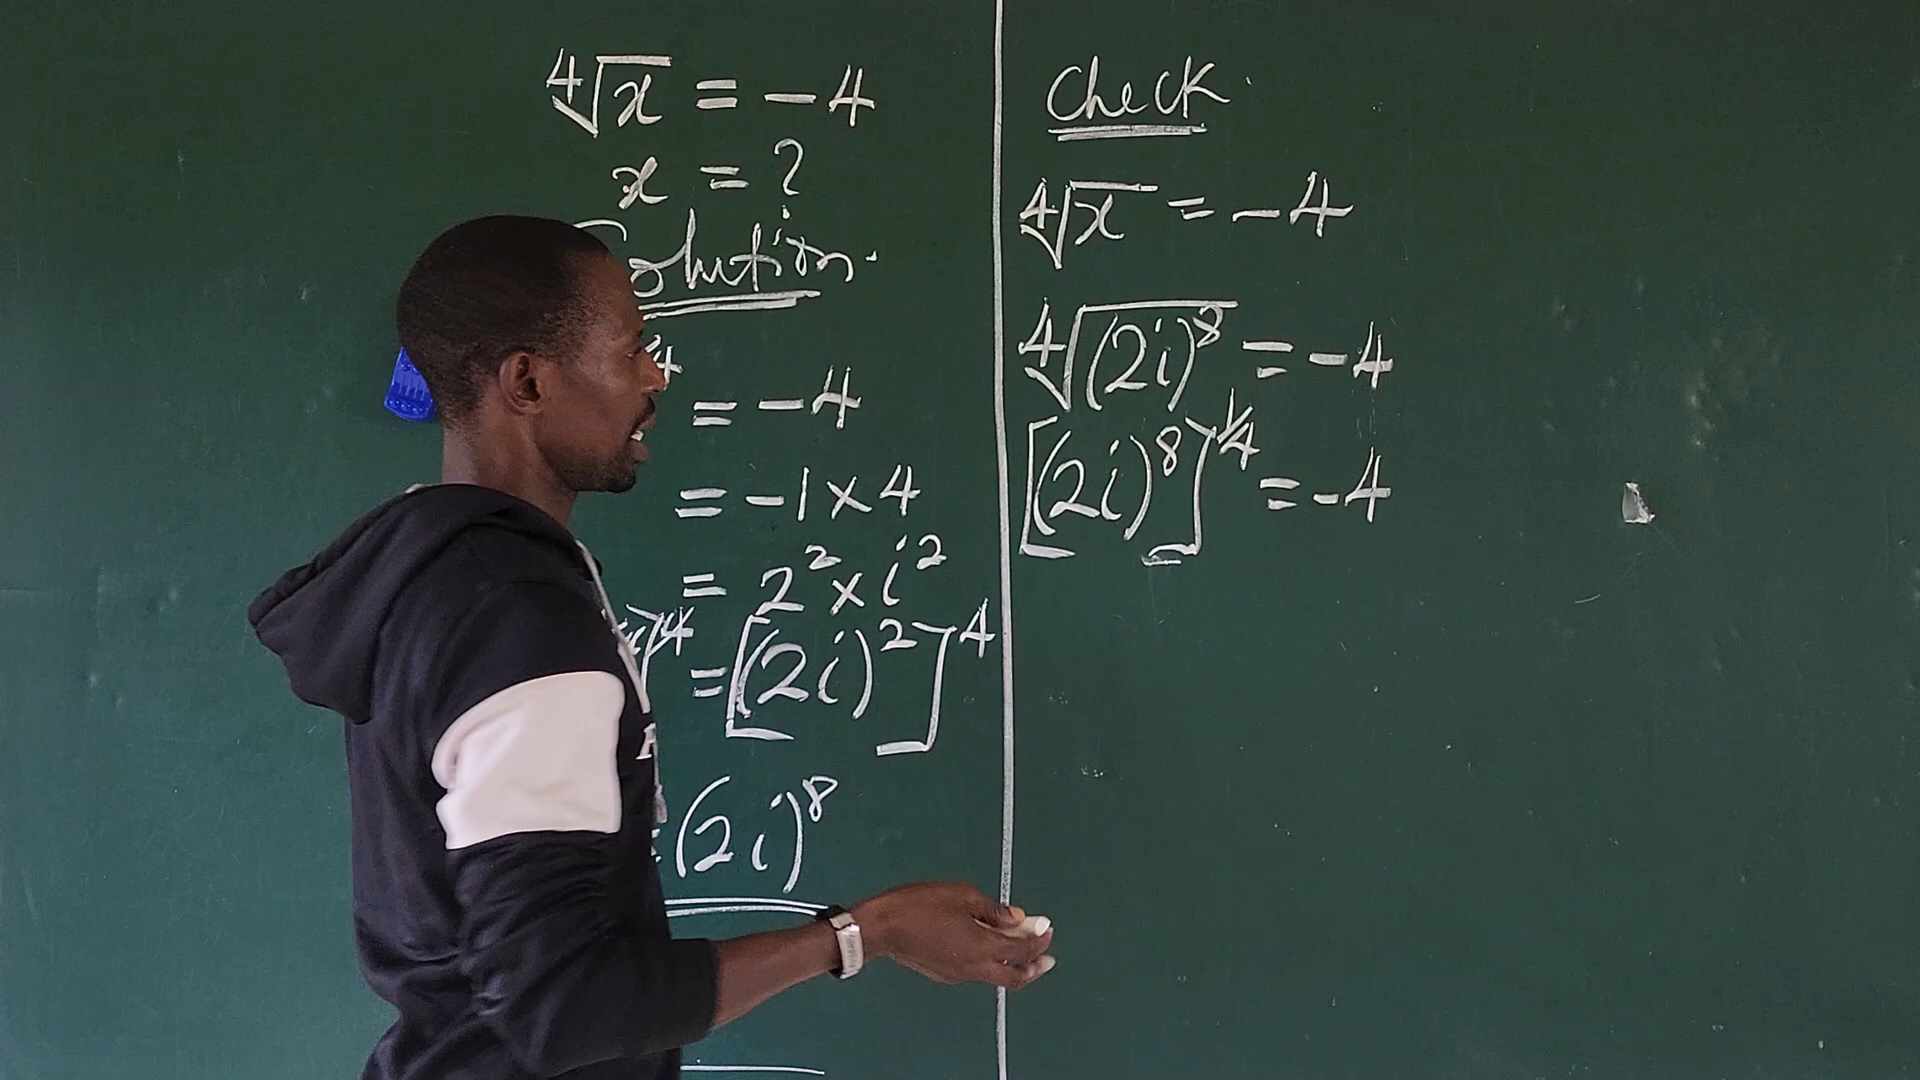 ∜x = -4
x = ?
Solution.
4
= -4
= -1 x 4
= 2² x i²
4 = [(2i)²]⁴
= (2i)⁸
Check
∜x = -4
∜(2i)⁸ = -4
[(2i)⁸]^¼ = -4